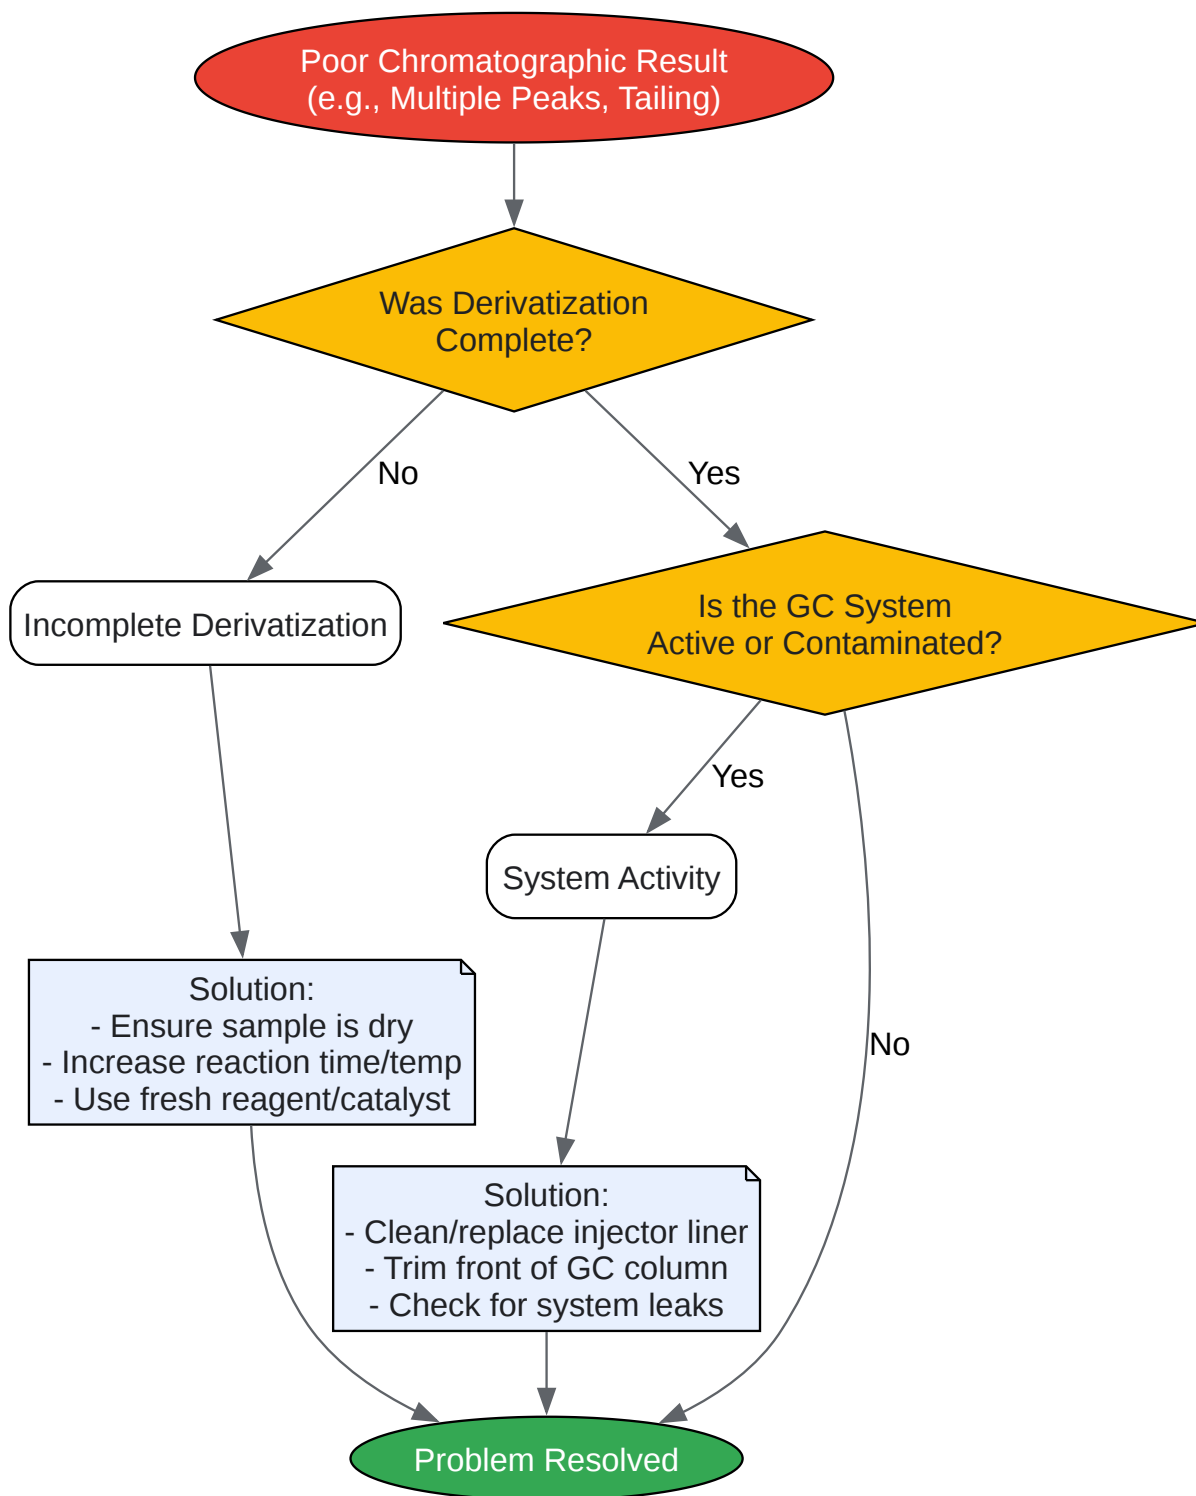 Poor Chromatographic Result
(e.g., Multiple Peaks, Tailing)
Was Derivatization
Complete?
No
Yes
Incomplete Derivatization
Is the GC System
Active or Contaminated?
Yes
System Activity
Solution:
- Ensure sample is dry
- Increase reaction time/temp
- Use fresh reagent/catalyst
No
Solution:
- Clean/replace injector liner
- Trim front of GC column
- Check for system leaks
Problem Resolved